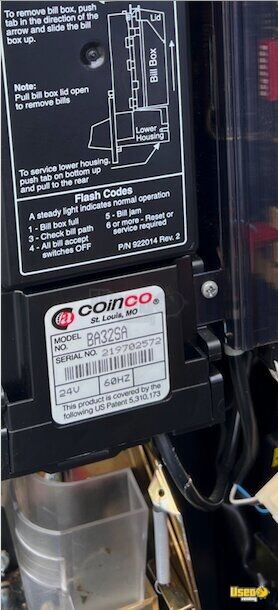 To remove bill box, push
tab in the direction of the
arrow and slide the bill
box up.
Lid
Bill Box
Note:
Pull bill box lid open
to remove bills
Lower
Housing
To service lower housing,
push tab on bottom up
and pull to the rear
Flash Codes
A steady light indicates normal operation
1 - Bill box full
3 - Check bill path
4 - All bill accept
switches OFF
5 - Bill jam
6 or more - Reset or
service required
P/N 922014 Rev. 2
COINCO®
St. Louis, MO
MODEL NO. BA32SA
SERIAL NO. 219702572
24V 60HZ
This product is covered by the
following US Patent 5,310,173
Used
vending